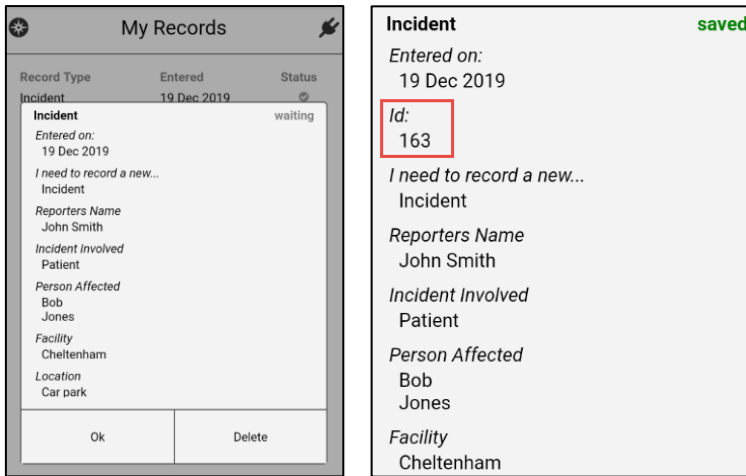 My Records
Record Type Entered Status
Incident 19 Dec 2019
Incident waiting
Entered on:
19 Dec 2019
I need to record a new...
Incident
Reporters Name
John Smith
Incident Involved
Patient
Person Affected
Bob
Jones
Facility
Cheltenham
Location
Car park
Ok Delete
Incident saved
Entered on:
19 Dec 2019
Id:
163
I need to record a new...
Incident
Reporters Name
John Smith
Incident Involved
Patient
Person Affected
Bob
Jones
Facility
Cheltenham